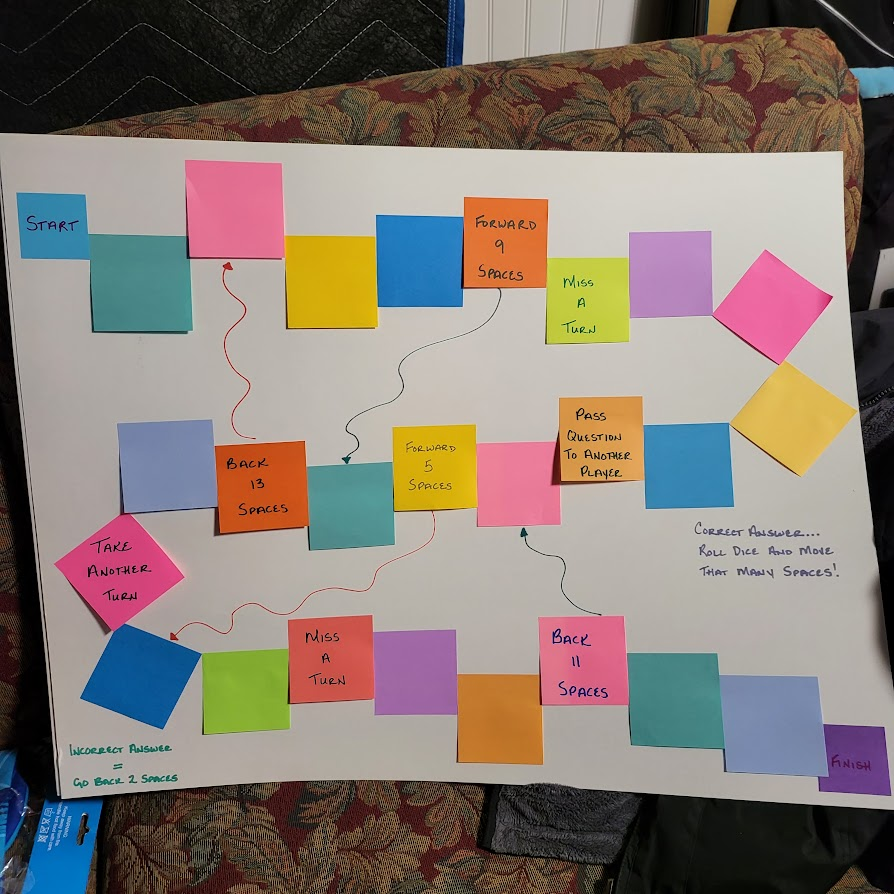 START
FORWARD
9
SPACES
MISS
A
TURN
PASS
QUESTION
TO ANOTHER
PLAYER
FORWARD
5
SPACES
BACK
13
SPACES
CORRECT ANSWER...
ROLL DICE AND MOVE
THAT MANY SPACES!
TAKE
ANOTHER
TURN
MISS
A
TURN
BACK
11
SPACES
FINISH
INCORRECT ANSWER
=
GO BACK 2 SPACES